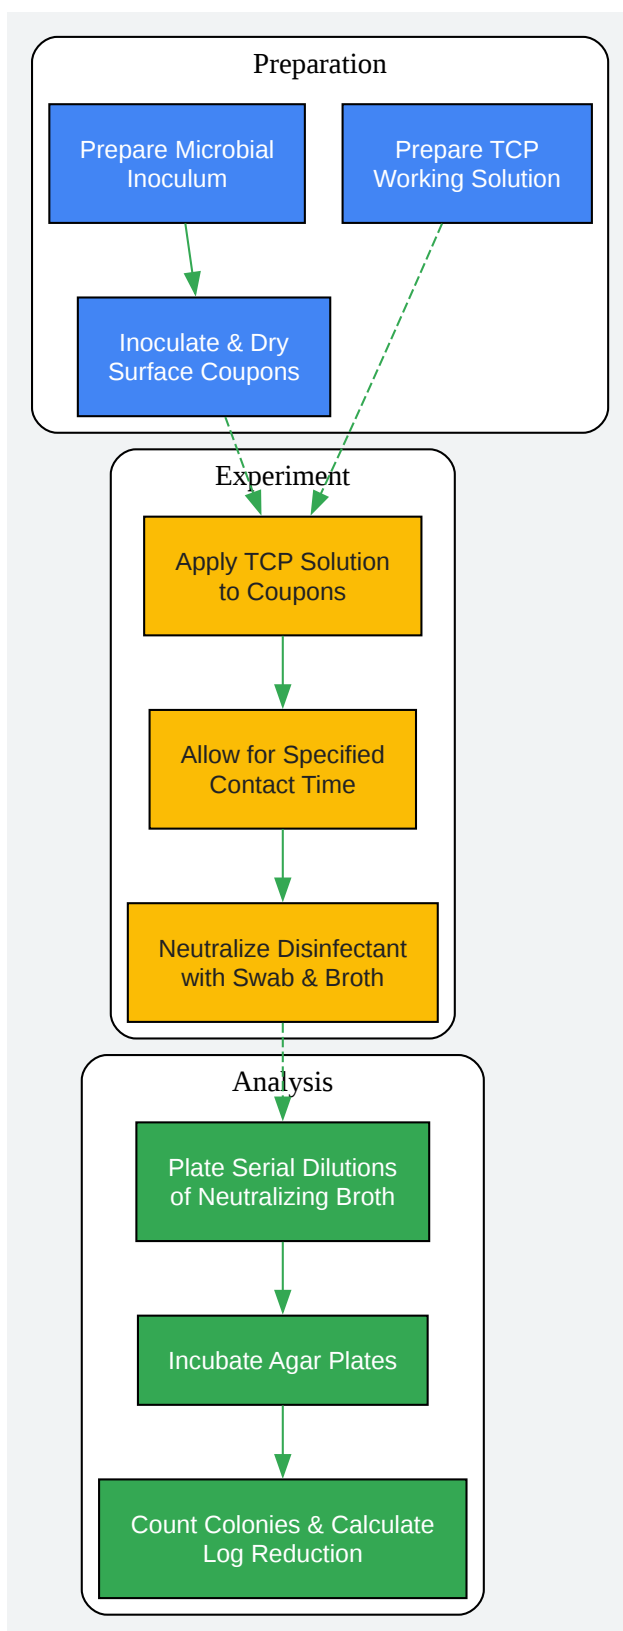 Preparation
Prepare Microbial
Inoculum
Prepare TCP
Working Solution
Inoculate & Dry
Surface Coupons
Experiment
Apply TCP Solution
to Coupons
Allow for Specified
Contact Time
Neutralize Disinfectant
with Swab & Broth
Analysis
Plate Serial Dilutions
of Neutralizing Broth
Incubate Agar Plates
Count Colonies & Calculate
Log Reduction